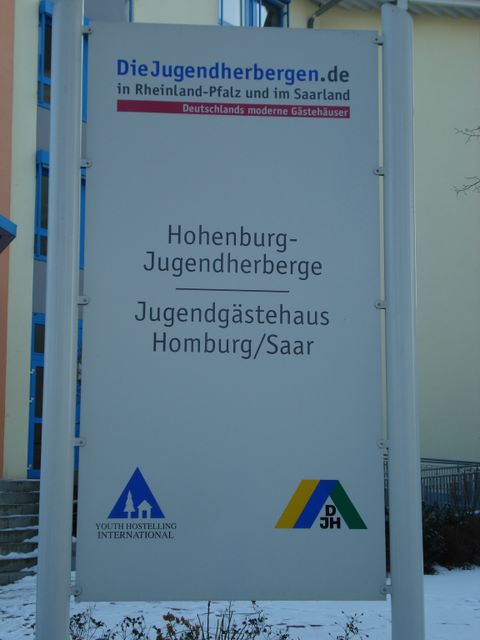 DieJugendherbergen.de
in Rheinland-Pfalz und im Saarland
Deutschlands moderne Gästehäuser
Hohenburg-
Jugendherberge
Jugendgästehaus
Homburg/Saar
YOUTH HOSTELLING
INTERNATIONAL
D
JH